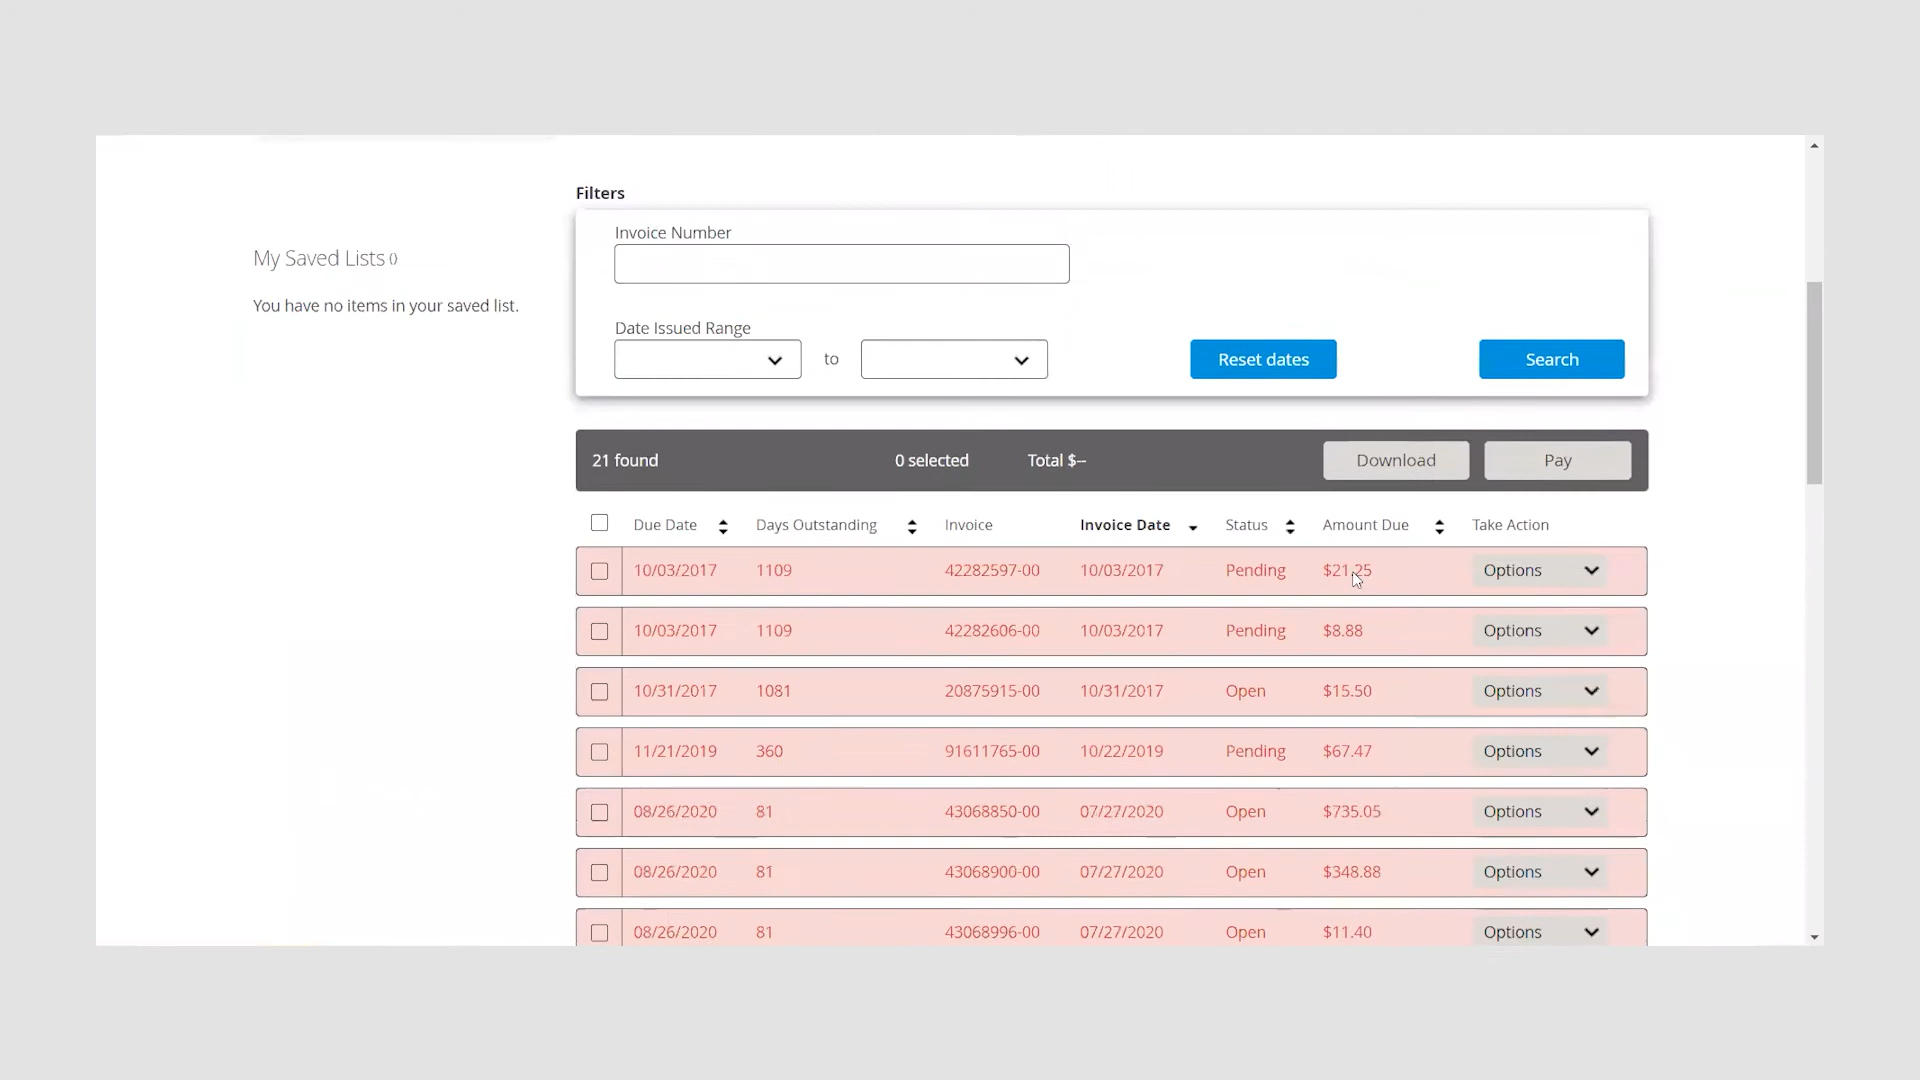 Filters
Invoice Number
My Saved Lists ()
You have no items in your saved list.
Date Issued Range
to
Reset dates
Search
21 found 0 selected Total $-- Download Pay
Due Date Days Outstanding Invoice Invoice Date Status Amount Due Take Action
10/03/2017 1109 42282597-00 10/03/2017 Pending $21.25 Options
10/03/2017 1109 42282606-00 10/03/2017 Pending $8.88 Options
10/31/2017 1081 20875915-00 10/31/2017 Open $15.50 Options
11/21/2019 360 91611765-00 10/22/2019 Pending $67.47 Options
08/26/2020 81 43068850-00 07/27/2020 Open $735.05 Options
08/26/2020 81 43068900-00 07/27/2020 Open $348.88 Options
08/26/2020 81 43068996-00 07/27/2020 Open $11.40 Options